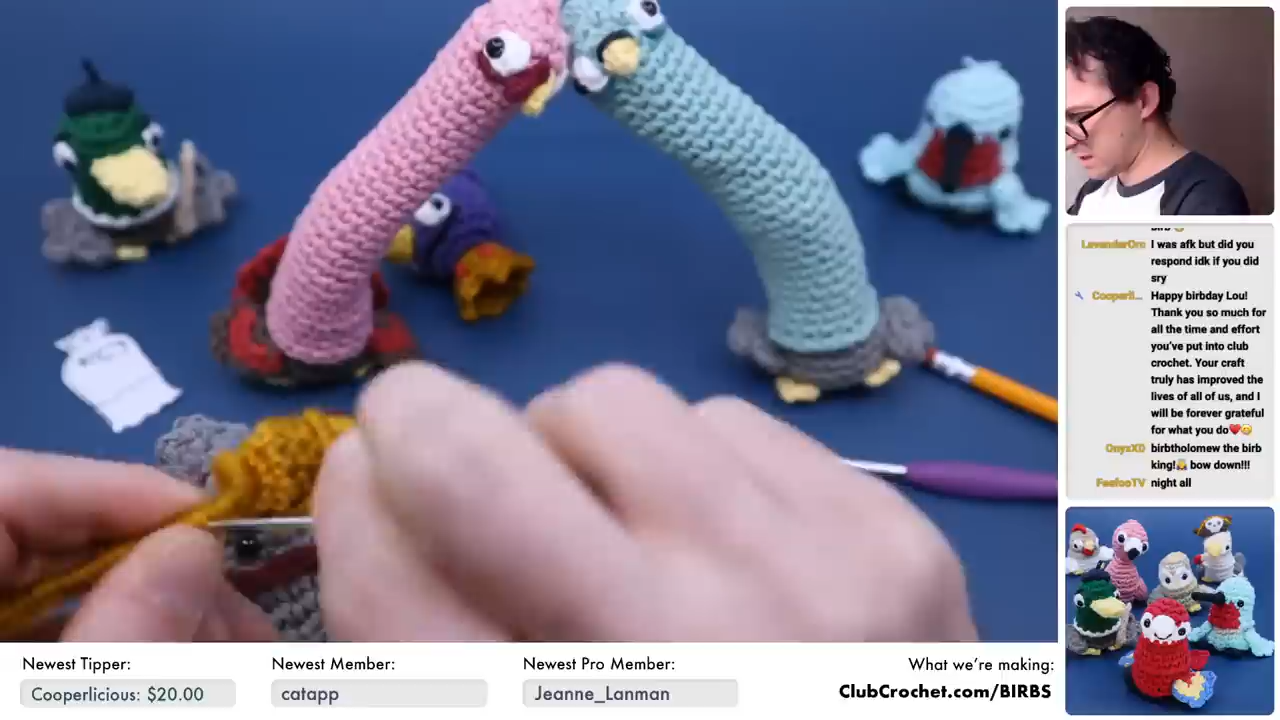 LavenderOro I was afk but did you
respond idk if you did
sry
Cooperli... Happy birbday Lou!
Thank you so much for
all the time and effort
you've put into club
crochet. Your craft
truly has improved the
lives of all of us, and I
will be forever grateful
for what you do❤️😊
OnyxXD birbtholomew the birb
king! bow down!!!
FeefooTV night all
Newest Tipper:
Cooperlicious: $20.00
Newest Member:
catapp
Newest Pro Member:
Jeanne_Lanman
What we're making:
ClubCrochet.com/BIRBS